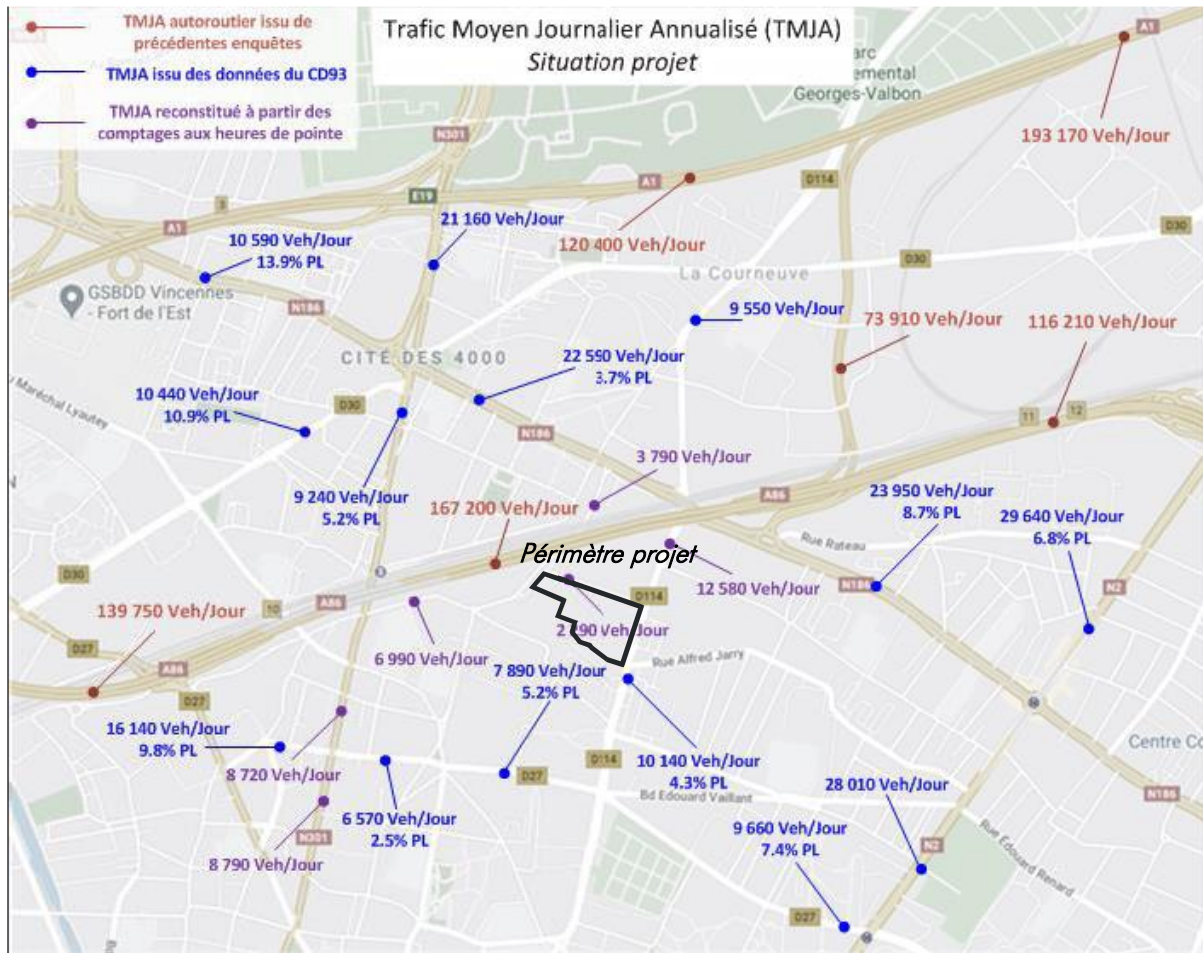 TMJA autoroutier issu de
précédentes enquêtes
TMJA issu des données du CD93
TMJA reconstitué à partir des
comptages aux heures de pointe
Trafic Moyen Journalier Annualisé (TMJA)
Situation projet
A1
emental
Georges-Valbon
193 170 Veh/Jour
N301
D114
A1
E19
3
21 160 Veh/Jour
10 590 Veh/Jour
13.9% PL
A1
120 400 Veh/Jour
D30
D30
La Courneuve
GSBDD Vincennes
- Fort de l'Est
N186
9 550 Veh/Jour
73 910 Veh/Jour
116 210 Veh/Jour
CITÉ DES 4000
22 590 Veh/Jour
3.7% PL
Maréchal Lyautey
10 440 Veh/Jour
10.9% PL
D30
11
12
N186
3 790 Veh/Jour
9 240 Veh/Jour
5.2% PL
167 200 Veh/Jour
A86
23 950 Veh/Jour
8.7% PL
29 640 Veh/Jour
6.8% PL
Rue Rateau
Périmètre projet
D30
12 580 Veh/Jour
N186
N2
139 750 Veh/Jour
10
A86
D114
2 290 Veh/Jour
D27
6 990 Veh/Jour
Rue Alfred Jarry
A86
7 890 Veh/Jour
5.2% PL
D27
16 140 Veh/Jour
9.8% PL
8 720 Veh/Jour
D27
D114
10 140 Veh/Jour
4.3% PL
Centre Co
Bd Edouard Vaillant
28 010 Veh/Jour
N186
6 570 Veh/Jour
2.5% PL
9 660 Veh/Jour
7.4% PL
N301
8 790 Veh/Jour
N2
Rue Édouard Renard
D27